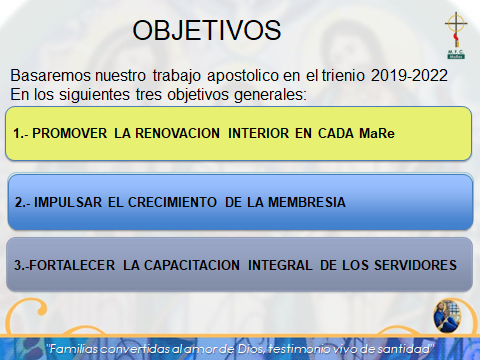 OBJETIVOS
M.F.C.
MaRes
Basaremos nuestro trabajo apostolico en el trienio 2019-2022
En los siguientes tres objetivos generales:
1.- PROMOVER LA RENOVACION INTERIOR EN CADA MaRe
2.- IMPULSAR EL CRECIMIENTO DE LA MEMBRESIA
3.-FORTALECER LA CAPACITACION INTEGRAL DE LOS SERVIDORES
"Familias convertidas al amor de Dios, testimonio vivo de santidad"